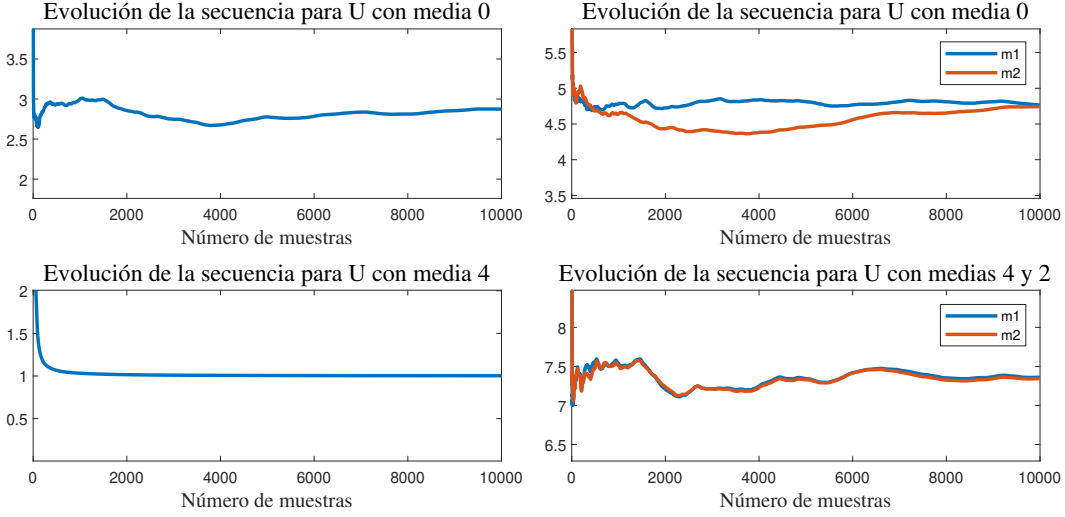 Evolución de la secuencia para U con media 0
3.5
3
2.5
2
0 2000 4000 6000 8000 10000
Número de muestras
Evolución de la secuencia para U con media 0
5.5
5
4.5
4
3.5
m1
m2
0 2000 4000 6000 8000 10000
Número de muestras
Evolución de la secuencia para U con media 4
2
1.5
1
0.5
0 2000 4000 6000 8000 10000
Número de muestras
Evolución de la secuencia para U con medias 4 y 2
8
7.5
7
6.5
m1
m2
0 2000 4000 6000 8000 10000
Número de muestras